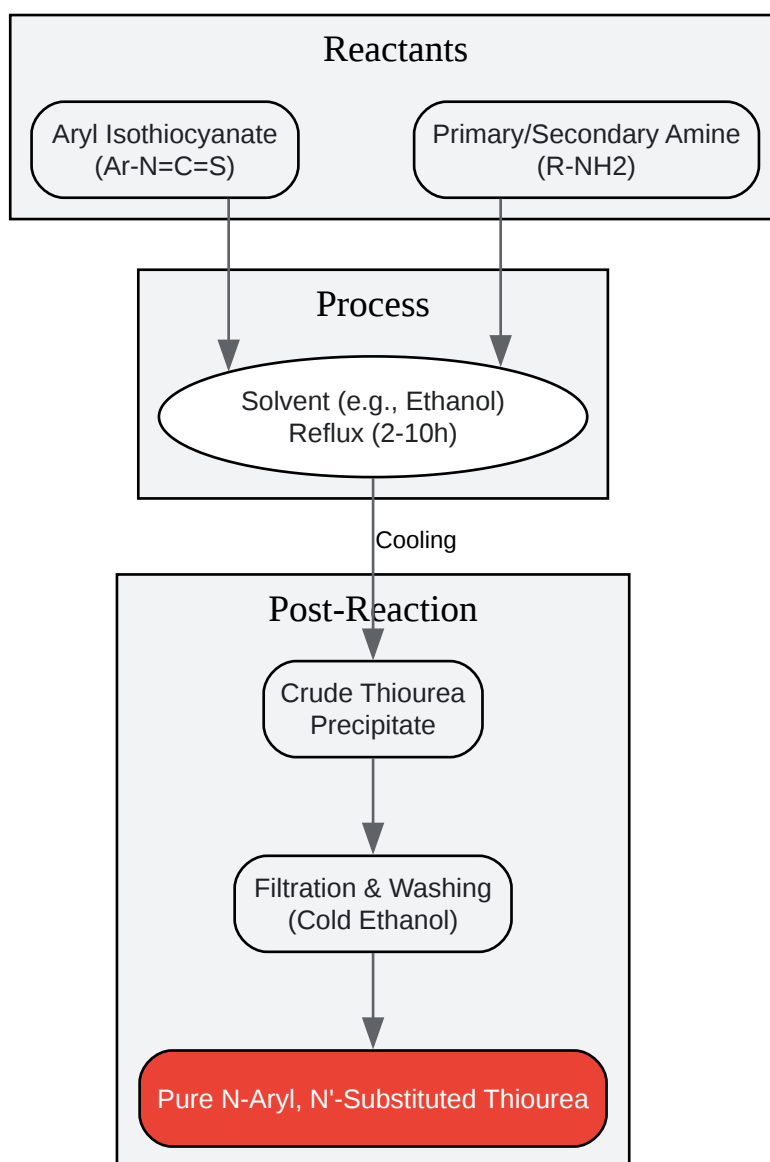 Reactants
Aryl Isothiocyanate
(Ar-N=C=S)
Primary/Secondary Amine
(R-NH2)
Process
Solvent (e.g., Ethanol)
Reflux (2-10h)
Cooling
Post-Reaction
Crude Thiourea
Precipitate
Filtration & Washing
(Cold Ethanol)
Pure N-Aryl, N'-Substituted Thiourea